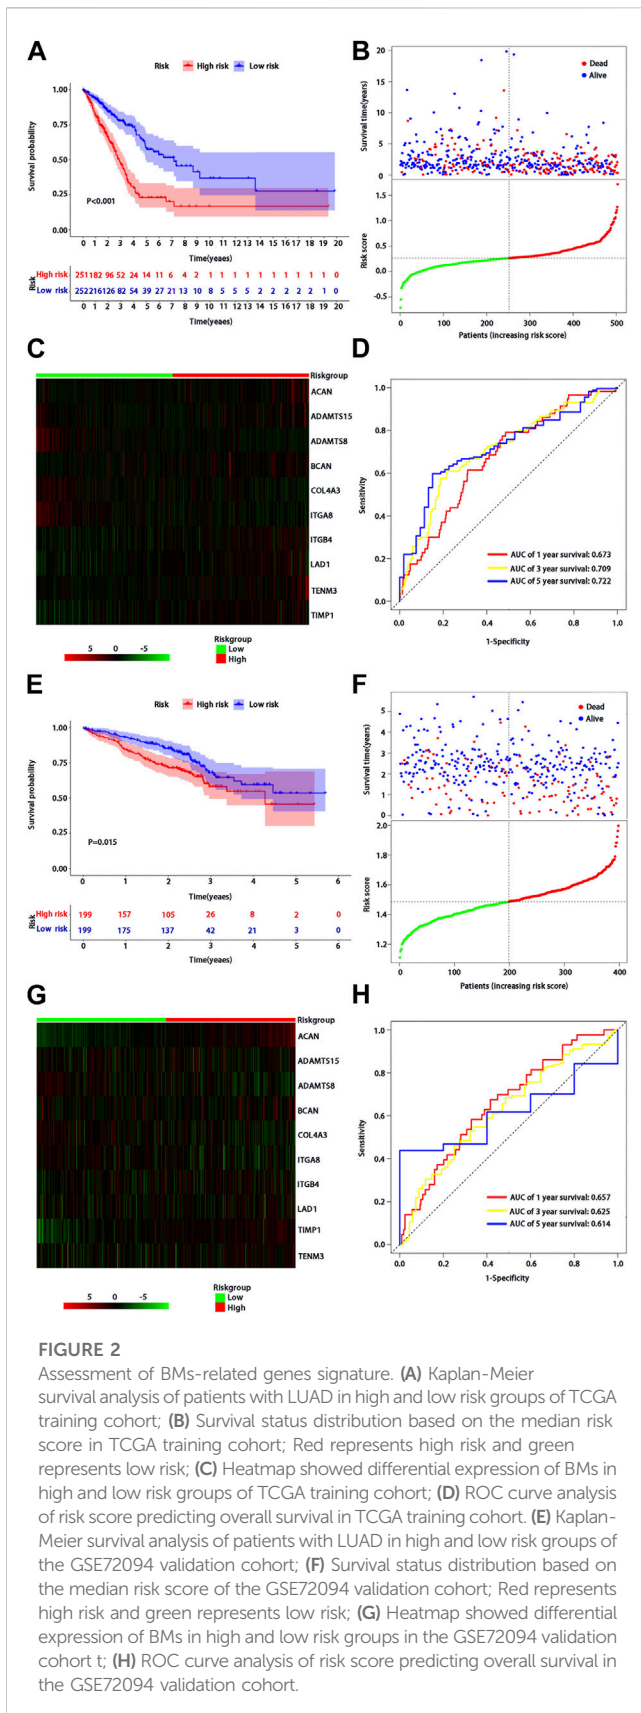 A
Risk High risk Low risk
1.00
0.75
0.50
0.25
0.00
Survival probability
P<0.001
0 1 2 3 4 5 6 7 8 9 10 11 12 13 14 15 16 17 18 19 20
Time(yeaes)
Risk
High risk 251 182 96 52 24 14 11 6 4 2 1 1 1 1 1 1 1 1 1 1 0
Low risk 252 216 126 82 54 39 27 21 13 10 8 5 5 5 2 2 2 2 2 1 0
0 1 2 3 4 5 6 7 8 9 10 11 12 13 14 15 16 17 18 19 20
Time(yeaes)
B
20
15
10
5
0
Survival time(years)
Dead
Alive
1.5
1.0
0.5
0.0
-0.5
Risk score
0 100 200 300 400 500
Patients (increasing risk score)
C
Riskgroup
ACAN
ADAMTS15
ADAMTS8
BCAN
COL4A3
ITGA8
ITGB4
LAD1
TENM3
TIMP1
5 0 -5
Riskgroup
Low
High
D
1.0
0.8
0.6
0.4
0.2
0.0
Sensitivity
AUC of 1 year survival: 0.673
AUC of 3 year survival: 0.709
AUC of 5 year survival: 0.722
0.0 0.2 0.4 0.6 0.8 1.0
1-Specificity
E
Risk High risk Low risk
1.00
0.75
0.50
0.25
0.00
Survival probability
P=0.015
0 1 2 3 4 5 6
Time(yeaes)
Risk
High risk 199 157 105 26 8 2 0
Low risk 199 175 137 42 21 3 0
0 1 2 3 4 5 6
Time(yeaes)
F
5
4
3
2
1
0
Survival time(years)
Dead
Alive
2.0
1.8
1.6
1.4
1.2
Risk score
0 100 200 300 400
Patients (increasing risk score)
G
Riskgroup
ACAN
ADAMTS15
ADAMTS8
BCAN
COL4A3
ITGA8
ITGB4
LAD1
TIMP1
TENM3
5 0 -5
Riskgroup
Low
High
H
1.0
0.8
0.6
0.4
0.2
0.0
Sensitivity
AUC of 1 year survival: 0.657
AUC of 3 year survival: 0.625
AUC of 5 year survival: 0.614
0.0 0.2 0.4 0.6 0.8 1.0
1-Specificity
FIGURE 2
Assessment of BMs-related genes signature. (A) Kaplan-Meier
survival analysis of patients with LUAD in high and low risk groups of TCGA
training cohort; (B) Survival status distribution based on the median risk
score in TCGA training cohort; Red represents high risk and green
represents low risk; (C) Heatmap showed differential expression of BMs in
high and low risk groups of TCGA training cohort; (D) ROC curve analysis
of risk score predicting overall survival in TCGA training cohort. (E) Kaplan-
Meier survival analysis of patients with LUAD in high and low risk groups of
the GSE72094 validation cohort; (F) Survival status distribution based on
the median risk score of the GSE72094 validation cohort; Red represents
high risk and green represents low risk; (G) Heatmap showed differential
expression of BMs in high and low risk groups in the GSE72094 validation
cohort t; (H) ROC curve analysis of risk score predicting overall survival in
the GSE72094 validation cohort.